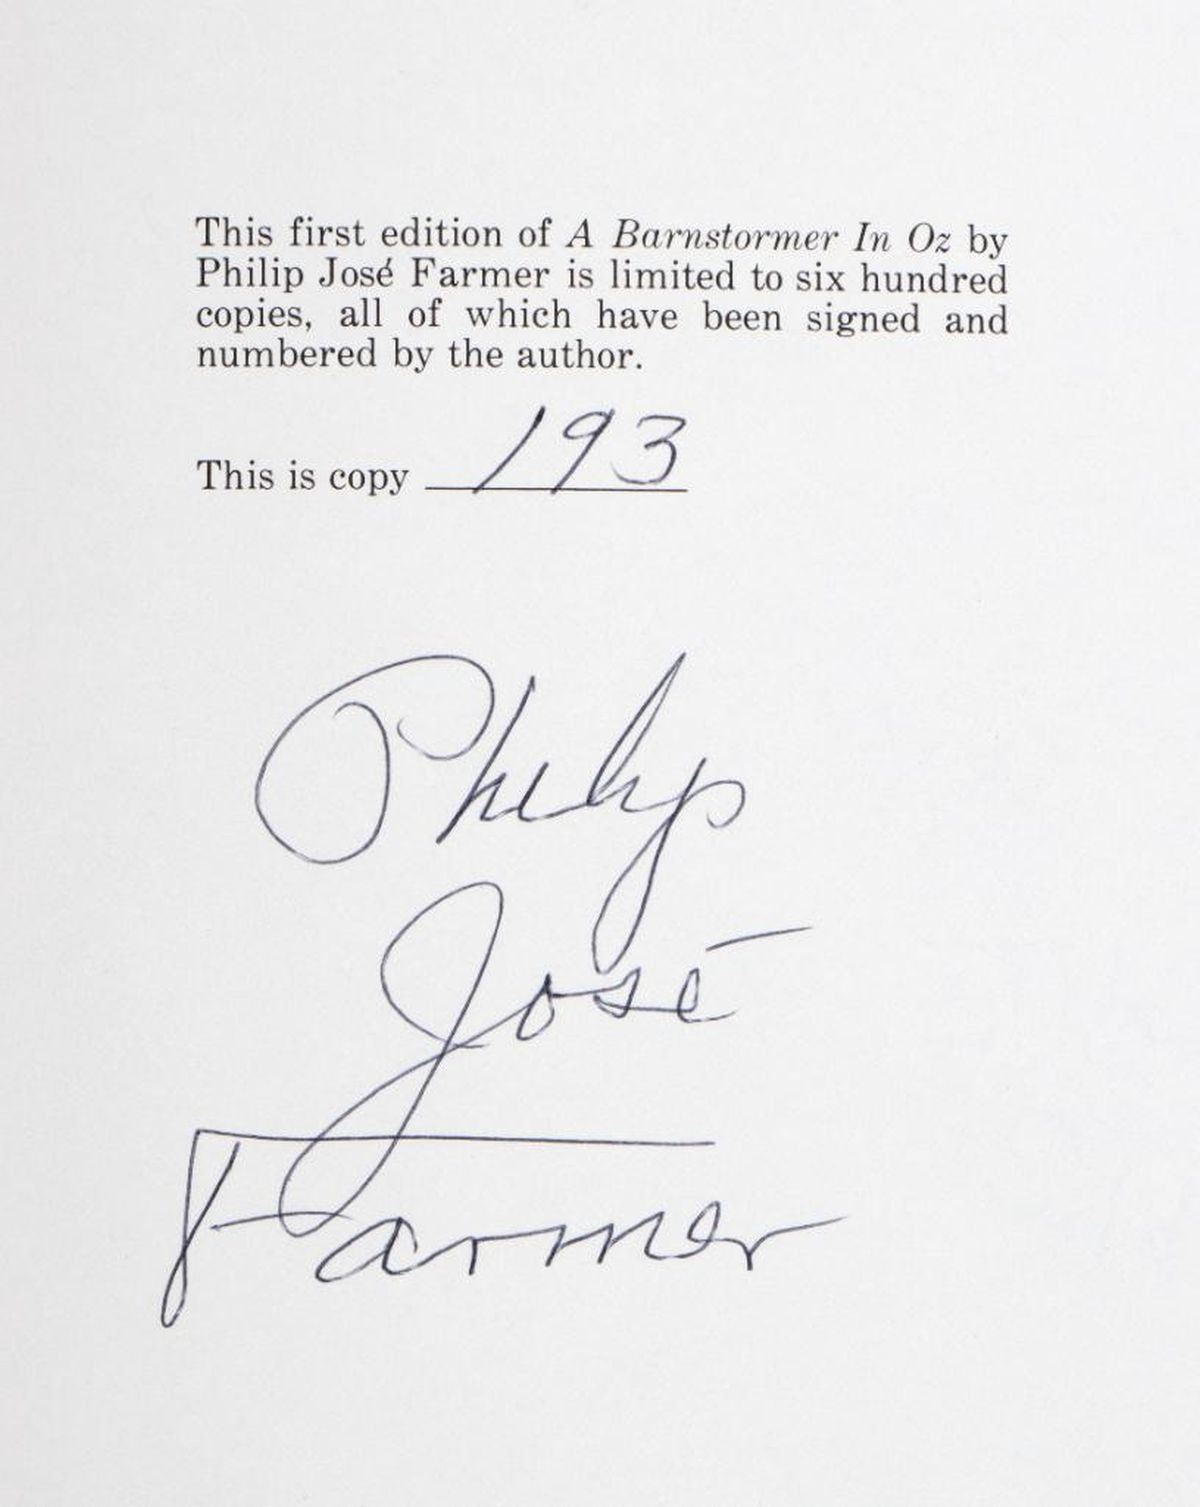 This first edition of A Barnstormer In Oz by
Philip José Farmer is limited to six hundred
copies, all of which have been signed and
numbered by the author.
This is copy 193
Philip
José
Farmer